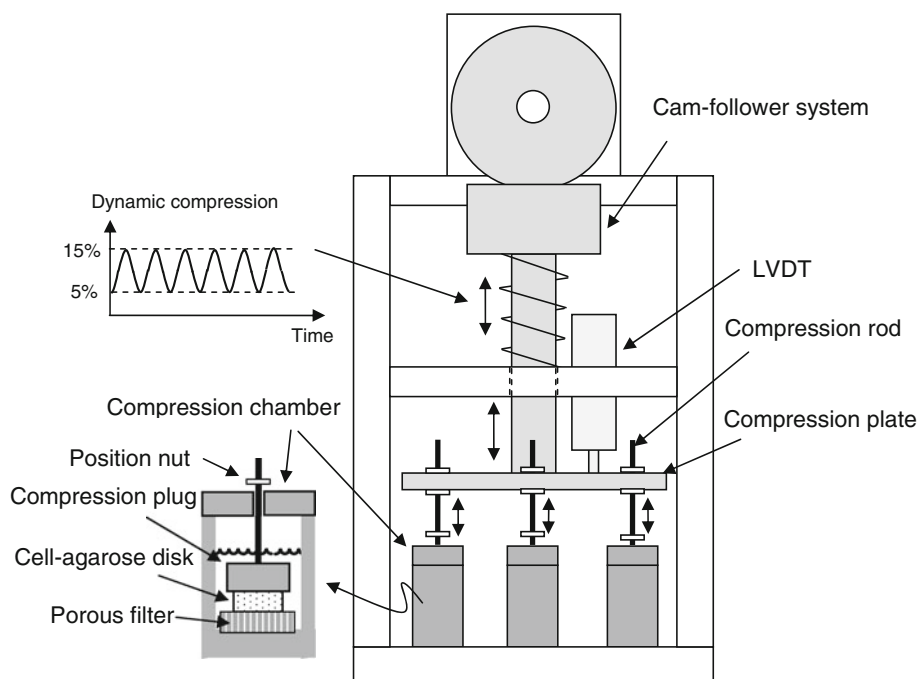 Cam-follower system
Dynamic compression
15%
5%
Time
LVDT
Compression rod
Compression chamber
Compression plate
Position nut
Compression plug
Cell-agarose disk
Porous filter